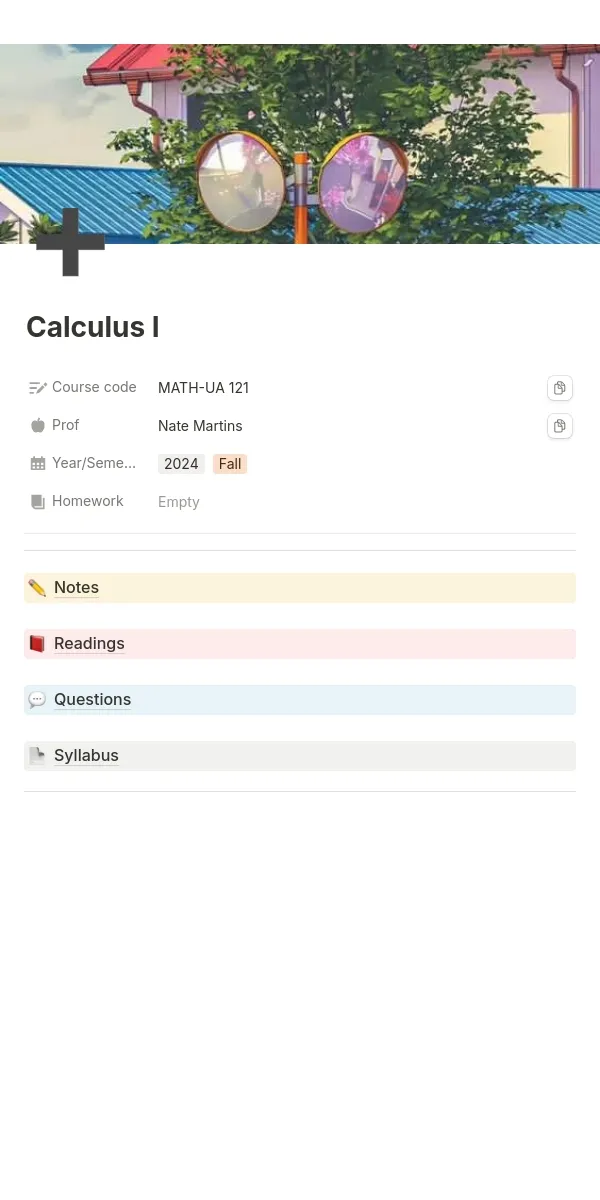 Calculus I
Course code MATH-UA 121
Prof Nate Martins
Year/Seme... 2024 Fall
Homework Empty
Notes
Readings
Questions
Syllabus